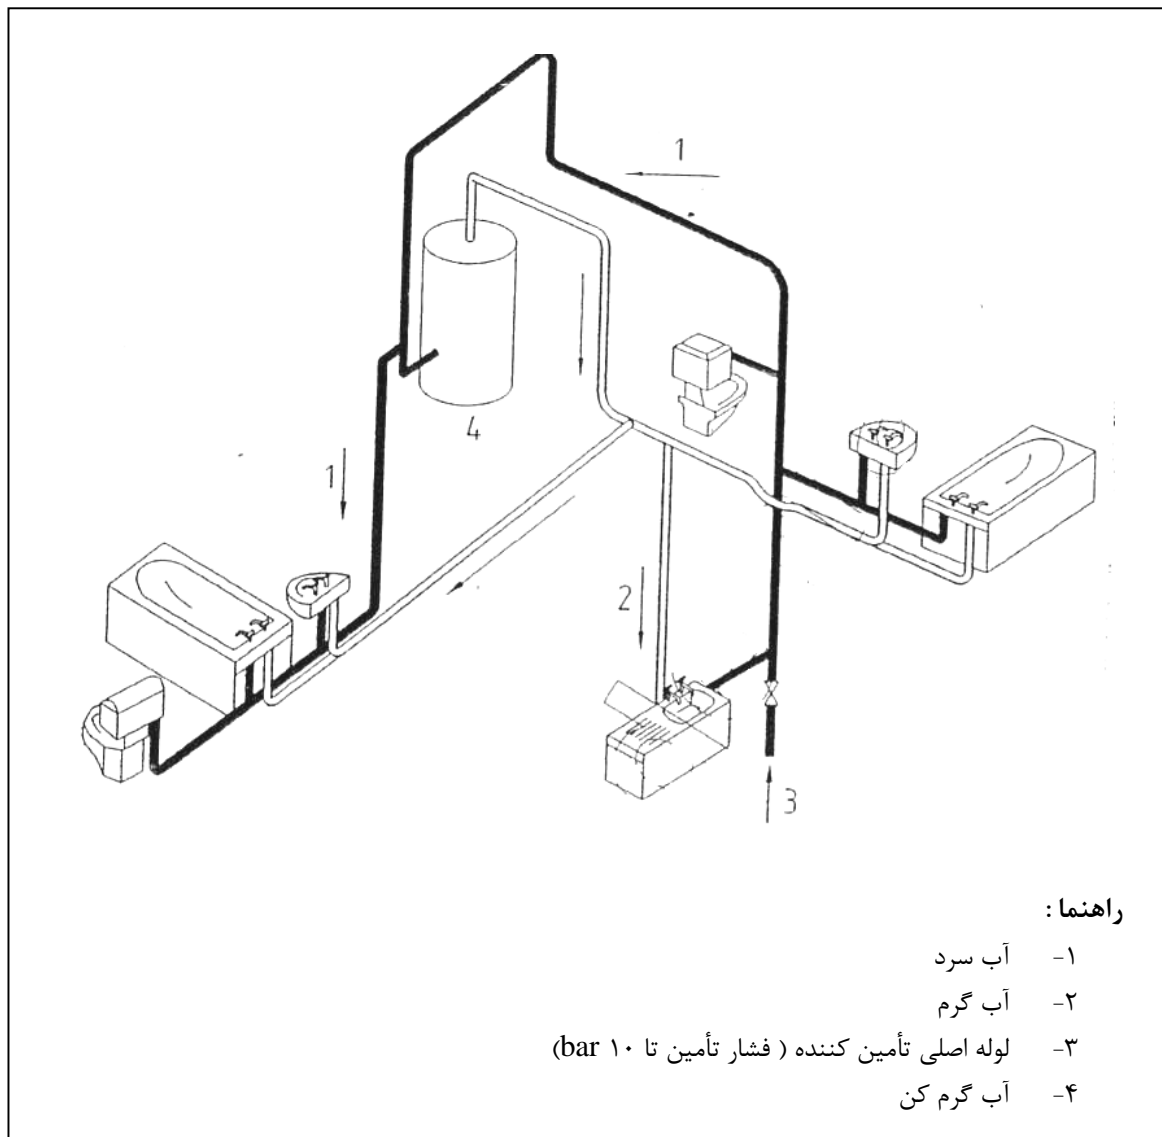 1
4
1
2
3
راهنما :
۱- آب سرد
۲- آب گرم
۳- لوله اصلی تأمین کننده ( فشار تأمین تا ۱۰ bar)
۴- آب گرم کن